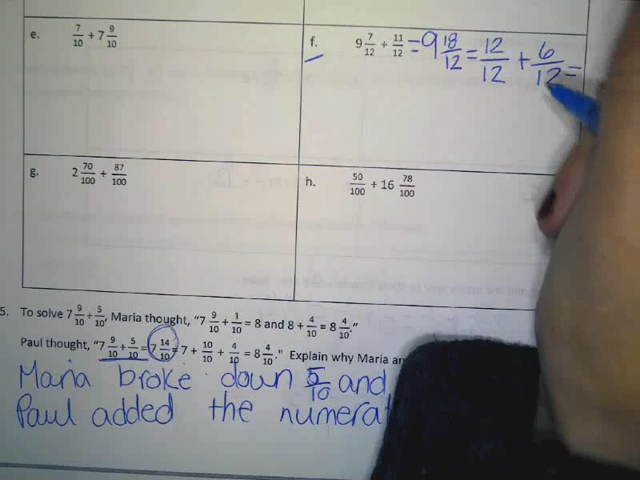 e. 7/10 + 7 9/10
f. 9 7/12 + 11/12 = 9 18/12 = 12/12 + 6/12 =
g. 2 70/100 + 87/100
h. 50/100 + 16 78/100
5. To solve 7 9/10 + 5/10, Maria thought, "7 9/10 + 1/10 = 8 and 8 + 4/10 = 8 4/10."
Paul thought, "7 9/10 + 5/10 = 7 14/10 = 7 + 10/10 + 4/10 = 8 4/10." Explain why Maria an
Maria broke down 5/10 and
Paul added the numerat